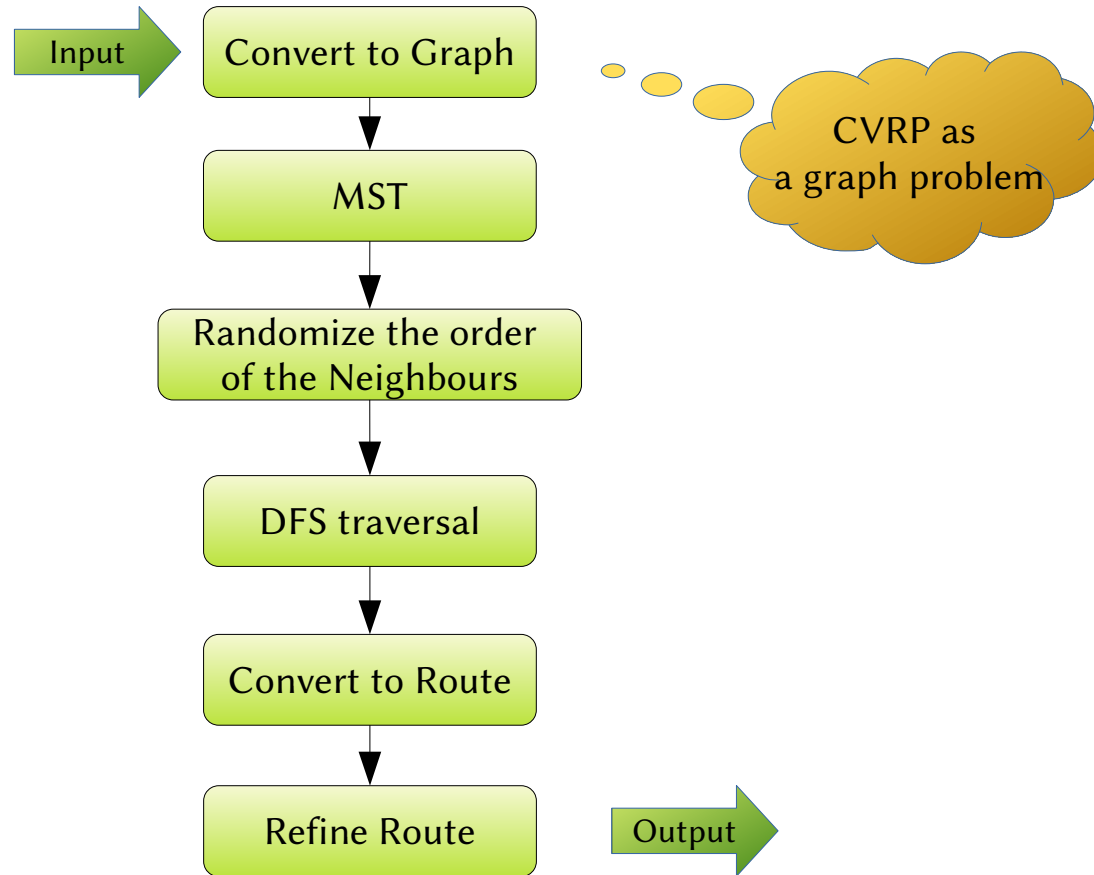 Input
Convert to Graph
CVRP as
a graph problem
MST
Randomize the order
of the Neighbours
DFS traversal
Convert to Route
Refine Route
Output